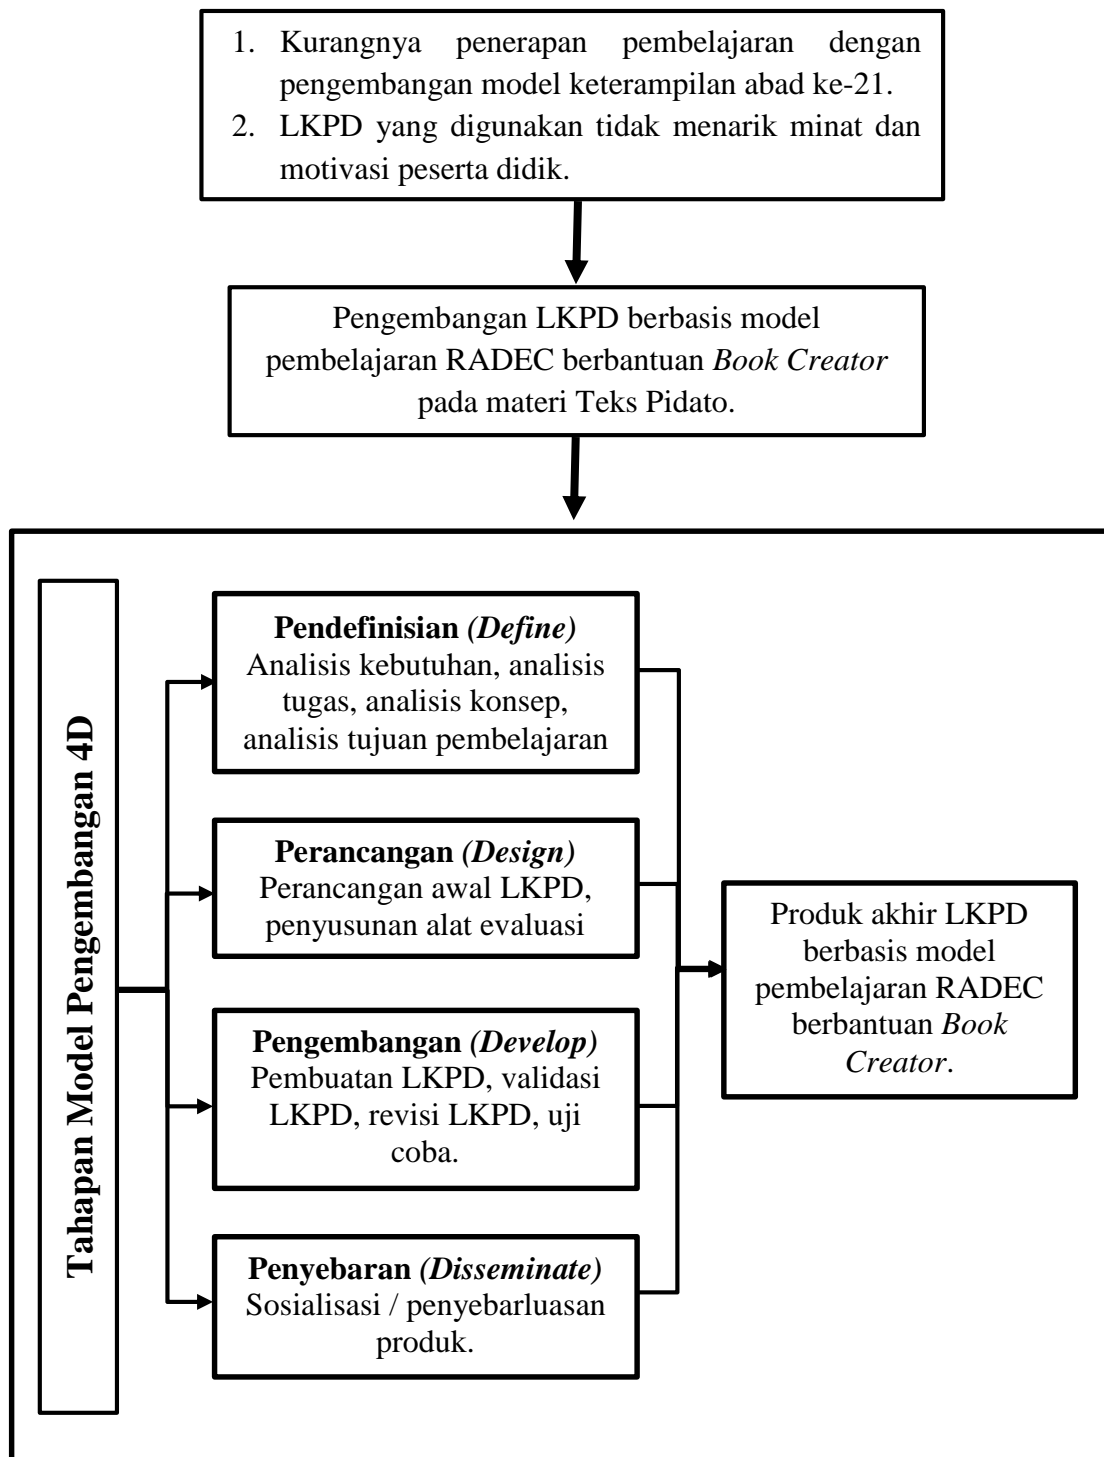 1. Kurangnya penerapan pembelajaran dengan
pengembangan model keterampilan abad ke-21.
2. LKPD yang digunakan tidak menarik minat dan
motivasi peserta didik.
Pengembangan LKPD berbasis model
pembelajaran RADEC berbantuan Book Creator
pada materi Teks Pidato.
Tahapan Model Pengembangan 4D
Pendefinisian (Define)
Analisis kebutuhan, analisis
tugas, analisis konsep,
analisis tujuan pembelajaran
Perancangan (Design)
Perancangan awal LKPD,
penyusunan alat evaluasi
Pengembangan (Develop)
Pembuatan LKPD, validasi
LKPD, revisi LKPD, uji
coba.
Penyebaran (Disseminate)
Sosialisasi / penyebarluasan
produk.
Produk akhir LKPD
berbasis model
pembelajaran RADEC
berbantuan Book
Creator.